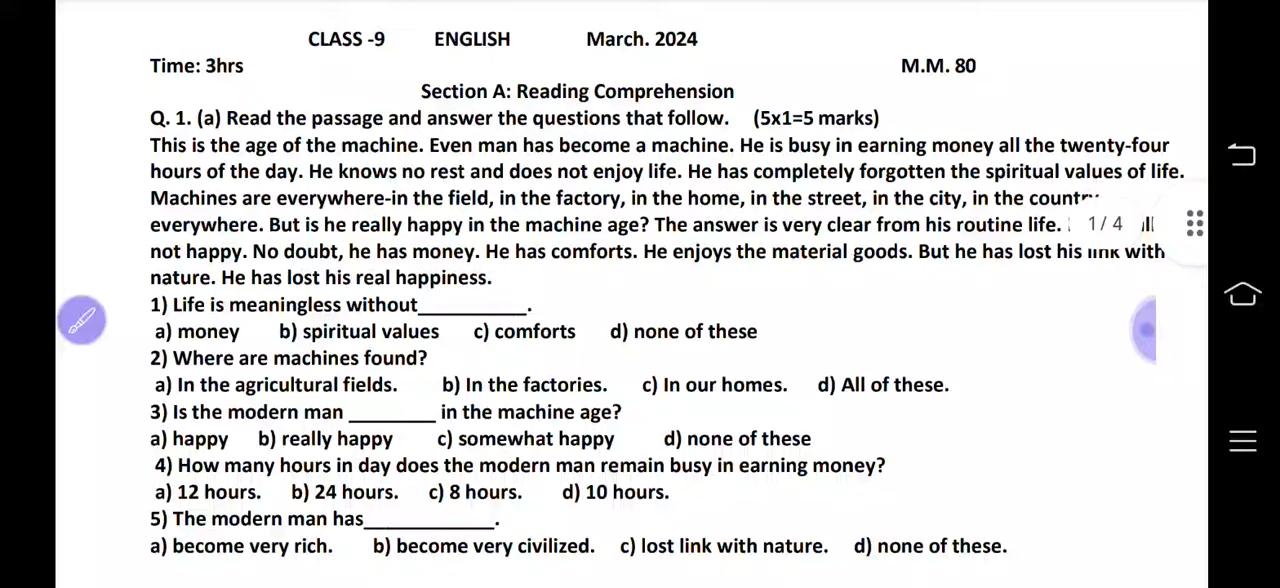 CLASS -9 ENGLISH March. 2024
Time: 3hrs M.M. 80
Section A: Reading Comprehension
Q. 1. (a) Read the passage and answer the questions that follow. (5x1=5 marks)
This is the age of the machine. Even man has become a machine. He is busy in earning money all the twenty-four
hours of the day. He knows no rest and does not enjoy life. He has completely forgotten the spiritual values of life.
Machines are everywhere-in the field, in the factory, in the home, in the street, in the city, in the
everywhere. But is he really happy in the machine age? The answer is very clear from his routine life. 1 / 4
not happy. No doubt, he has money. He has comforts. He enjoys the material goods. But he has lost his link with
nature. He has lost his real happiness.
1) Life is meaningless without___________.
a) money b) spiritual values c) comforts d) none of these
2) Where are machines found?
a) In the agricultural fields. b) In the factories. c) In our homes. d) All of these.
3) Is the modern man _________ in the machine age?
a) happy b) really happy c) somewhat happy d) none of these
4) How many hours in day does the modern man remain busy in earning money?
a) 12 hours. b) 24 hours. c) 8 hours. d) 10 hours.
5) The modern man has_____________.
a) become very rich. b) become very civilized. c) lost link with nature. d) none of these.